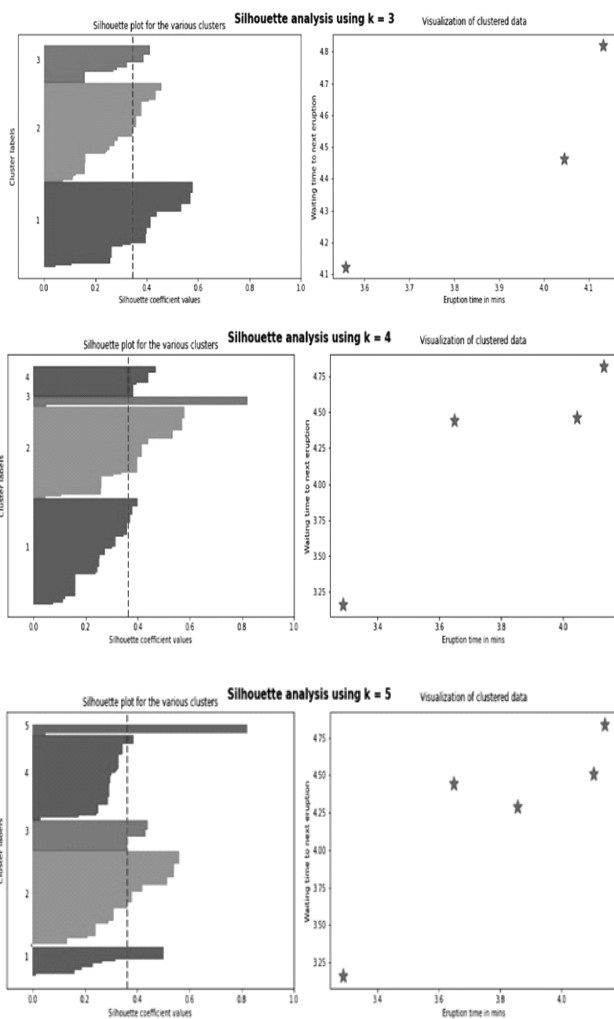 Silhouette analysis using k = 3
Silhouette plot for the various clusters
Visualization of clustered data
Cluster labels
3
2
1
0.0 0.2 0.4 0.6 0.8 1.0
Silhouette coefficient values
Waiting time to next eruption
4.8
4.7
4.6
4.5
4.4
4.3
4.2
4.1
3.6 3.7 3.8 3.9 4.0 4.1
Eruption time in mins
Silhouette analysis using k = 4
Silhouette plot for the various clusters
Visualization of clustered data
Cluster labels
4
3
2
1
0.0 0.2 0.4 0.6 0.8 1.0
Silhouette coefficient values
Waiting time to next eruption
4.75
4.50
4.25
4.00
3.75
3.50
3.25
3.4 3.6 3.8 4.0
Eruption time in mins
Silhouette analysis using k = 5
Silhouette plot for the various clusters
Visualization of clustered data
Cluster labels
5
4
3
2
1
0.0 0.2 0.4 0.6 0.8 1.0
Silhouette coefficient values
Waiting time to next eruption
4.75
4.50
4.25
4.00
3.75
3.50
3.25
3.4 3.6 3.8 4.0
Eruption time in mins